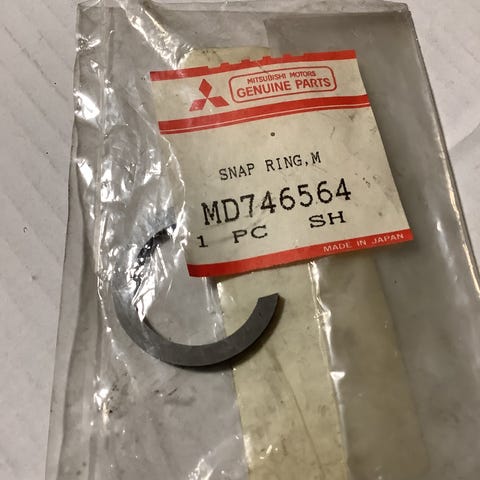 MITSUBISHI MOTORS
GENUINE PARTS
SNAP RING,M
MD746564
1 PC SH
MADE IN JAPAN